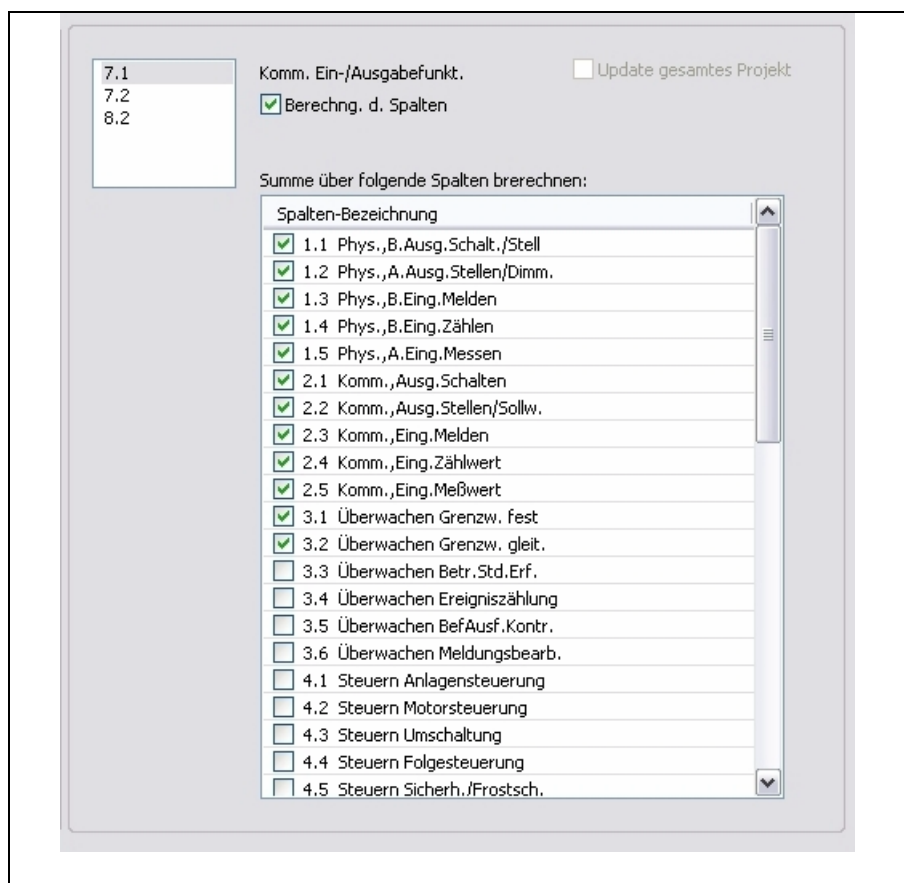 7.1
7.2
8.2
Komm. Ein-/Ausgabefunkt.
Update gesamtes Projekt
Berechng. d. Spalten
Summe über folgende Spalten brerechnen:
Spalten-Bezeichnung
1.1 Phys.,B.Ausg.Schalt./Stell
1.2 Phys.,A.Ausg.Stellen/Dimm.
1.3 Phys.,B.Eing.Melden
1.4 Phys.,B.Eing.Zählen
1.5 Phys.,A.Eing.Messen
2.1 Komm.,Ausg.Schalten
2.2 Komm.,Ausg.Stellen/Sollw.
2.3 Komm.,Eing.Melden
2.4 Komm.,Eing.Zählwert
2.5 Komm.,Eing.Meßwert
3.1 Überwachen Grenzw. fest
3.2 Überwachen Grenzw. gleit.
3.3 Überwachen Betr.Std.Erf.
3.4 Überwachen Ereigniszählung
3.5 Überwachen BefAusf.Kontr.
3.6 Überwachen Meldungsbearb.
4.1 Steuern Anlagensteuerung
4.2 Steuern Motorsteuerung
4.3 Steuern Umschaltung
4.4 Steuern Folgesteuerung
4.5 Steuern Sicherh./Frostsch.